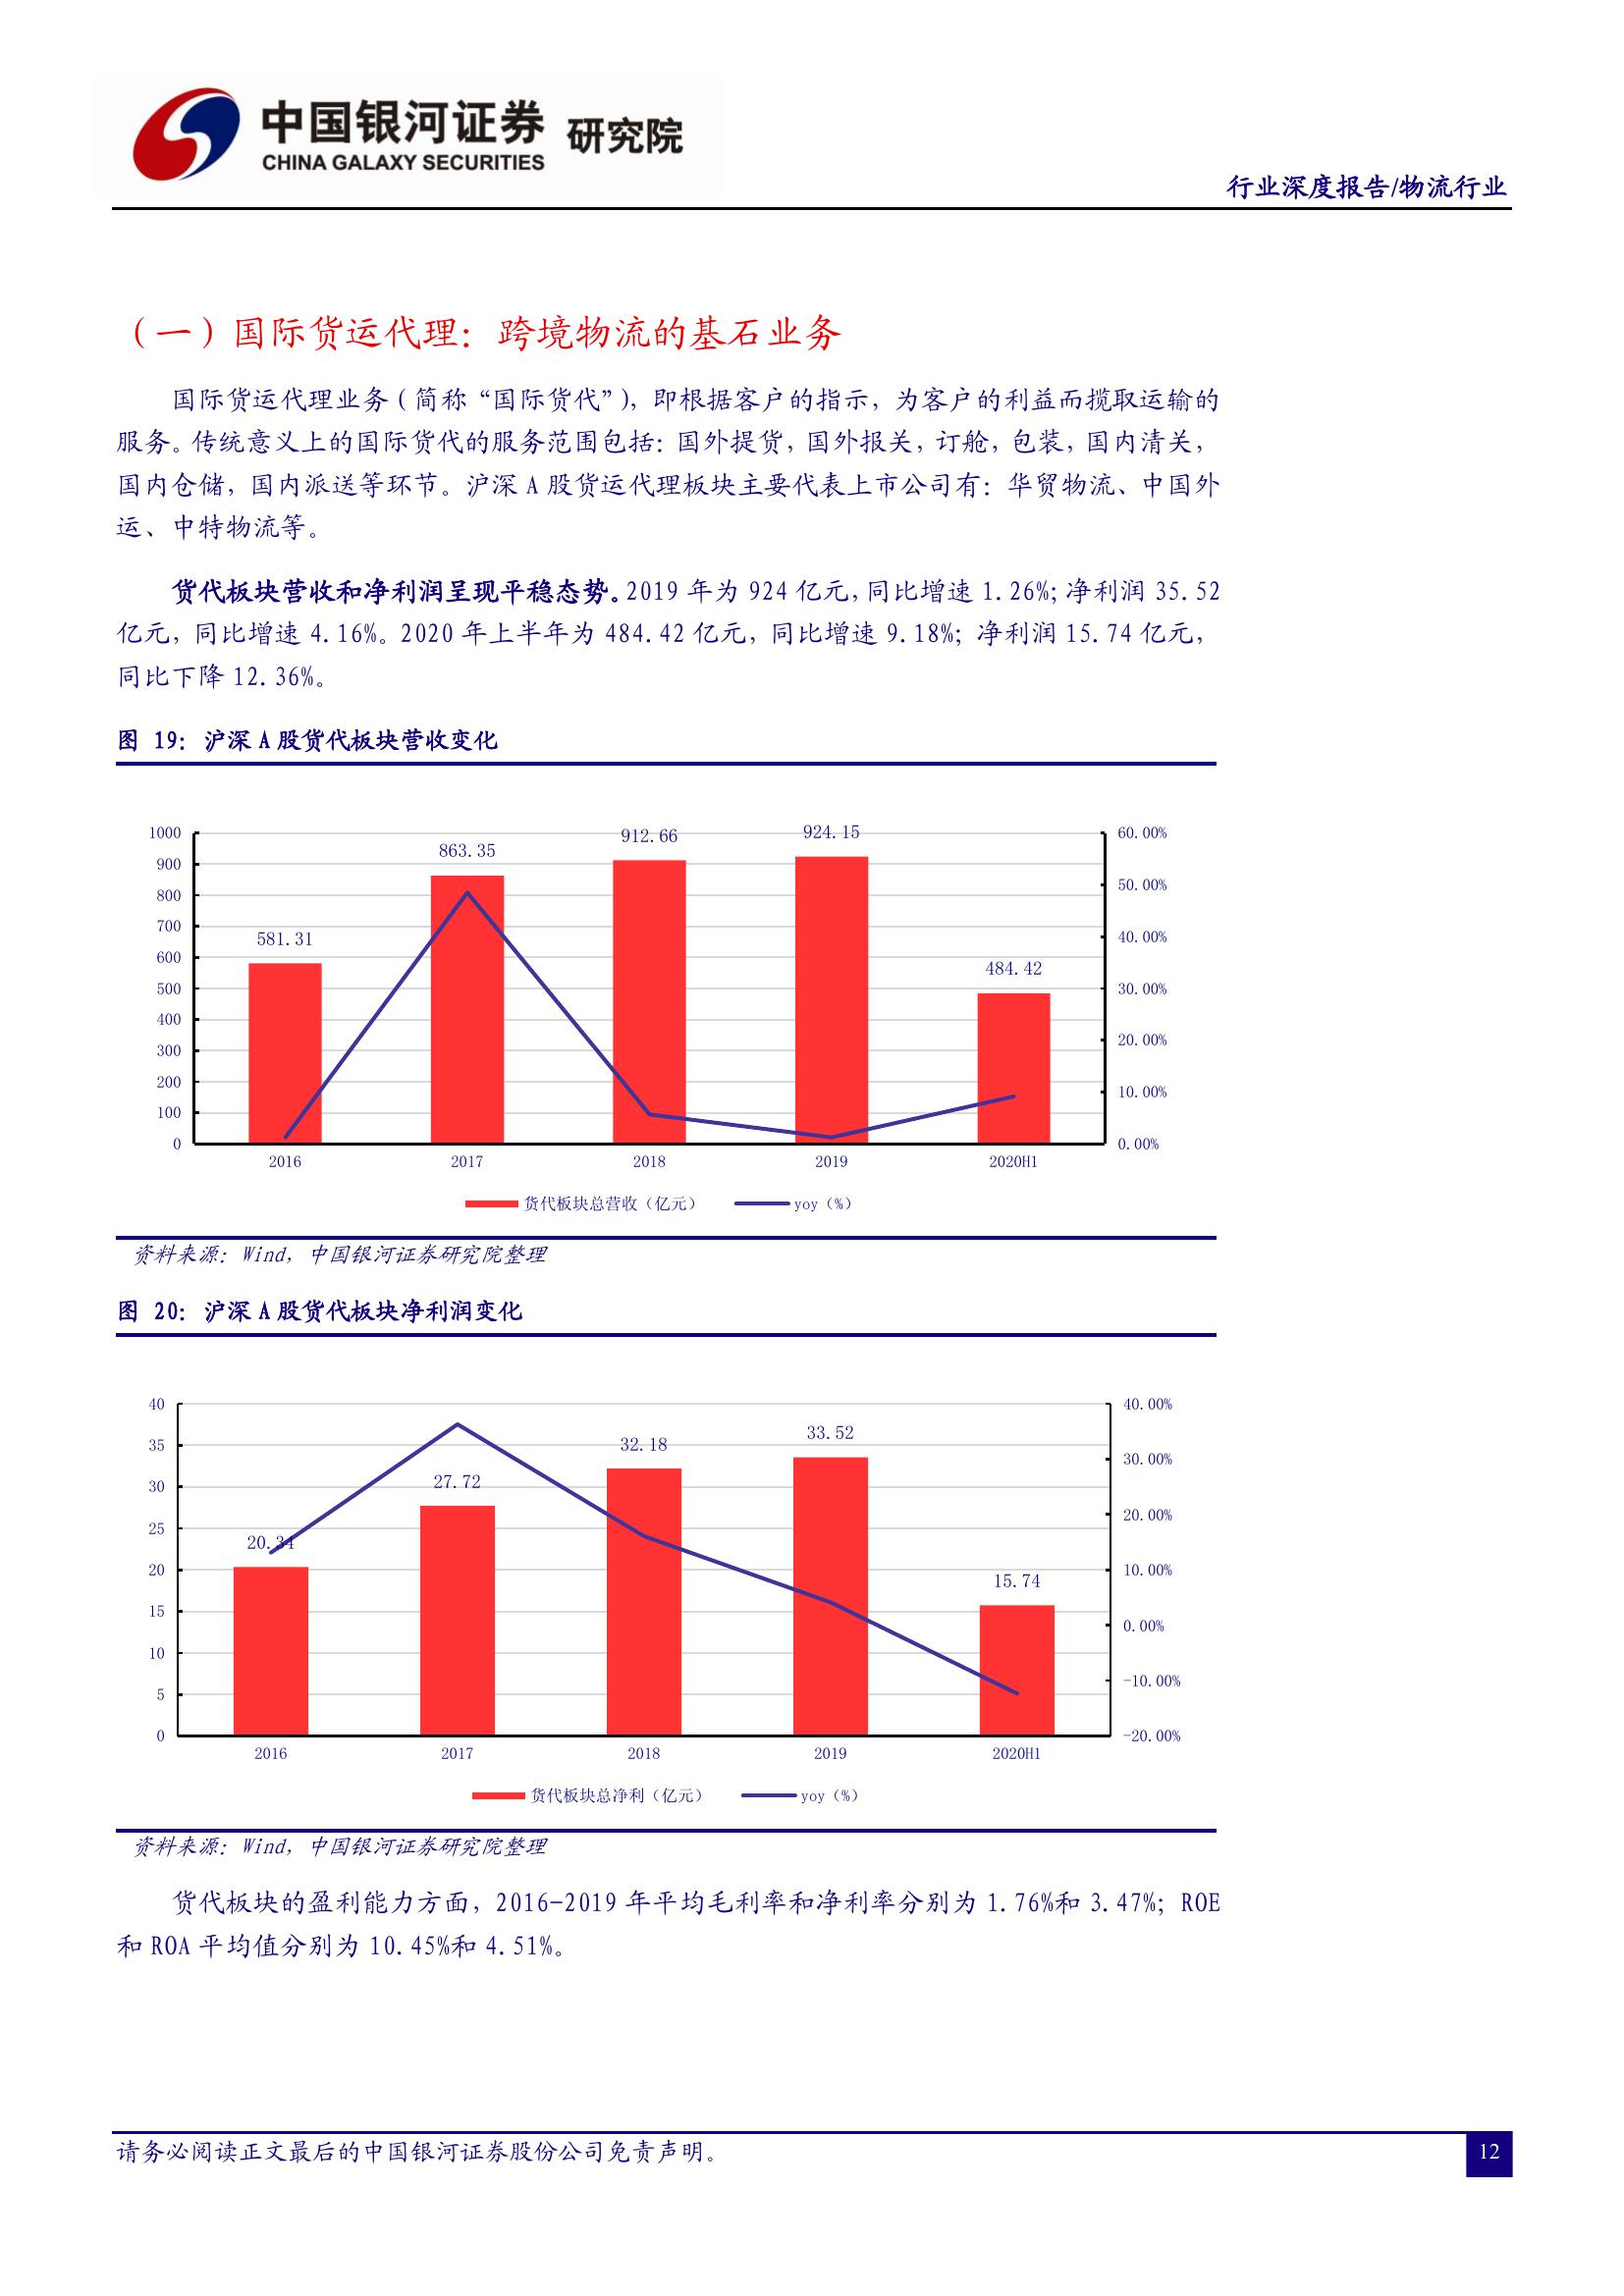 中国银河证券 研究院
CHINA GALAXY SECURITIES
行业深度报告/物流行业
（一）国际货运代理：跨境物流的基石业务
国际货运代理业务（简称“国际货代”），即根据客户的指示，为客户的利益而揽取运输的
服务。传统意义上的国际货代的服务范围包括：国外提货，国外报关，订舱，包装，国内清关，
国内仓储，国内派送等环节。沪深 A 股货运代理板块主要代表上市公司有：华贸物流、中国外
运、中特物流等。
货代板块营收和净利润呈现平稳态势。2019 年为 924 亿元，同比增速 1.26%；净利润 35.52
亿元，同比增速 4.16%。2020 年上半年为 484.42 亿元，同比增速 9.18%；净利润 15.74 亿元，
同比下降 12.36%。
图 19：沪深 A 股货代板块营收变化
1000
900
800
700
600
500
400
300
200
100
0
581.31
863.35
912.66
924.15
484.42
60.00%
50.00%
40.00%
30.00%
20.00%
10.00%
0.00%
2016 2017 2018 2019 2020H1
货代板块总营收（亿元） yoy（%）
资料来源：Wind，中国银河证券研究院整理
图 20：沪深 A 股货代板块净利润变化
40
35
30
25
20
15
10
5
0
20.34
27.72
32.18
33.52
15.74
40.00%
30.00%
20.00%
10.00%
0.00%
-10.00%
-20.00%
2016 2017 2018 2019 2020H1
货代板块总净利（亿元） yoy（%）
资料来源：Wind，中国银河证券研究院整理
货代板块的盈利能力方面，2016-2019 年平均毛利率和净利率分别为 1.76%和 3.47%；ROE
和 ROA 平均值分别为 10.45%和 4.51%。
请务必阅读正文最后的中国银河证券股份公司免责声明。
12